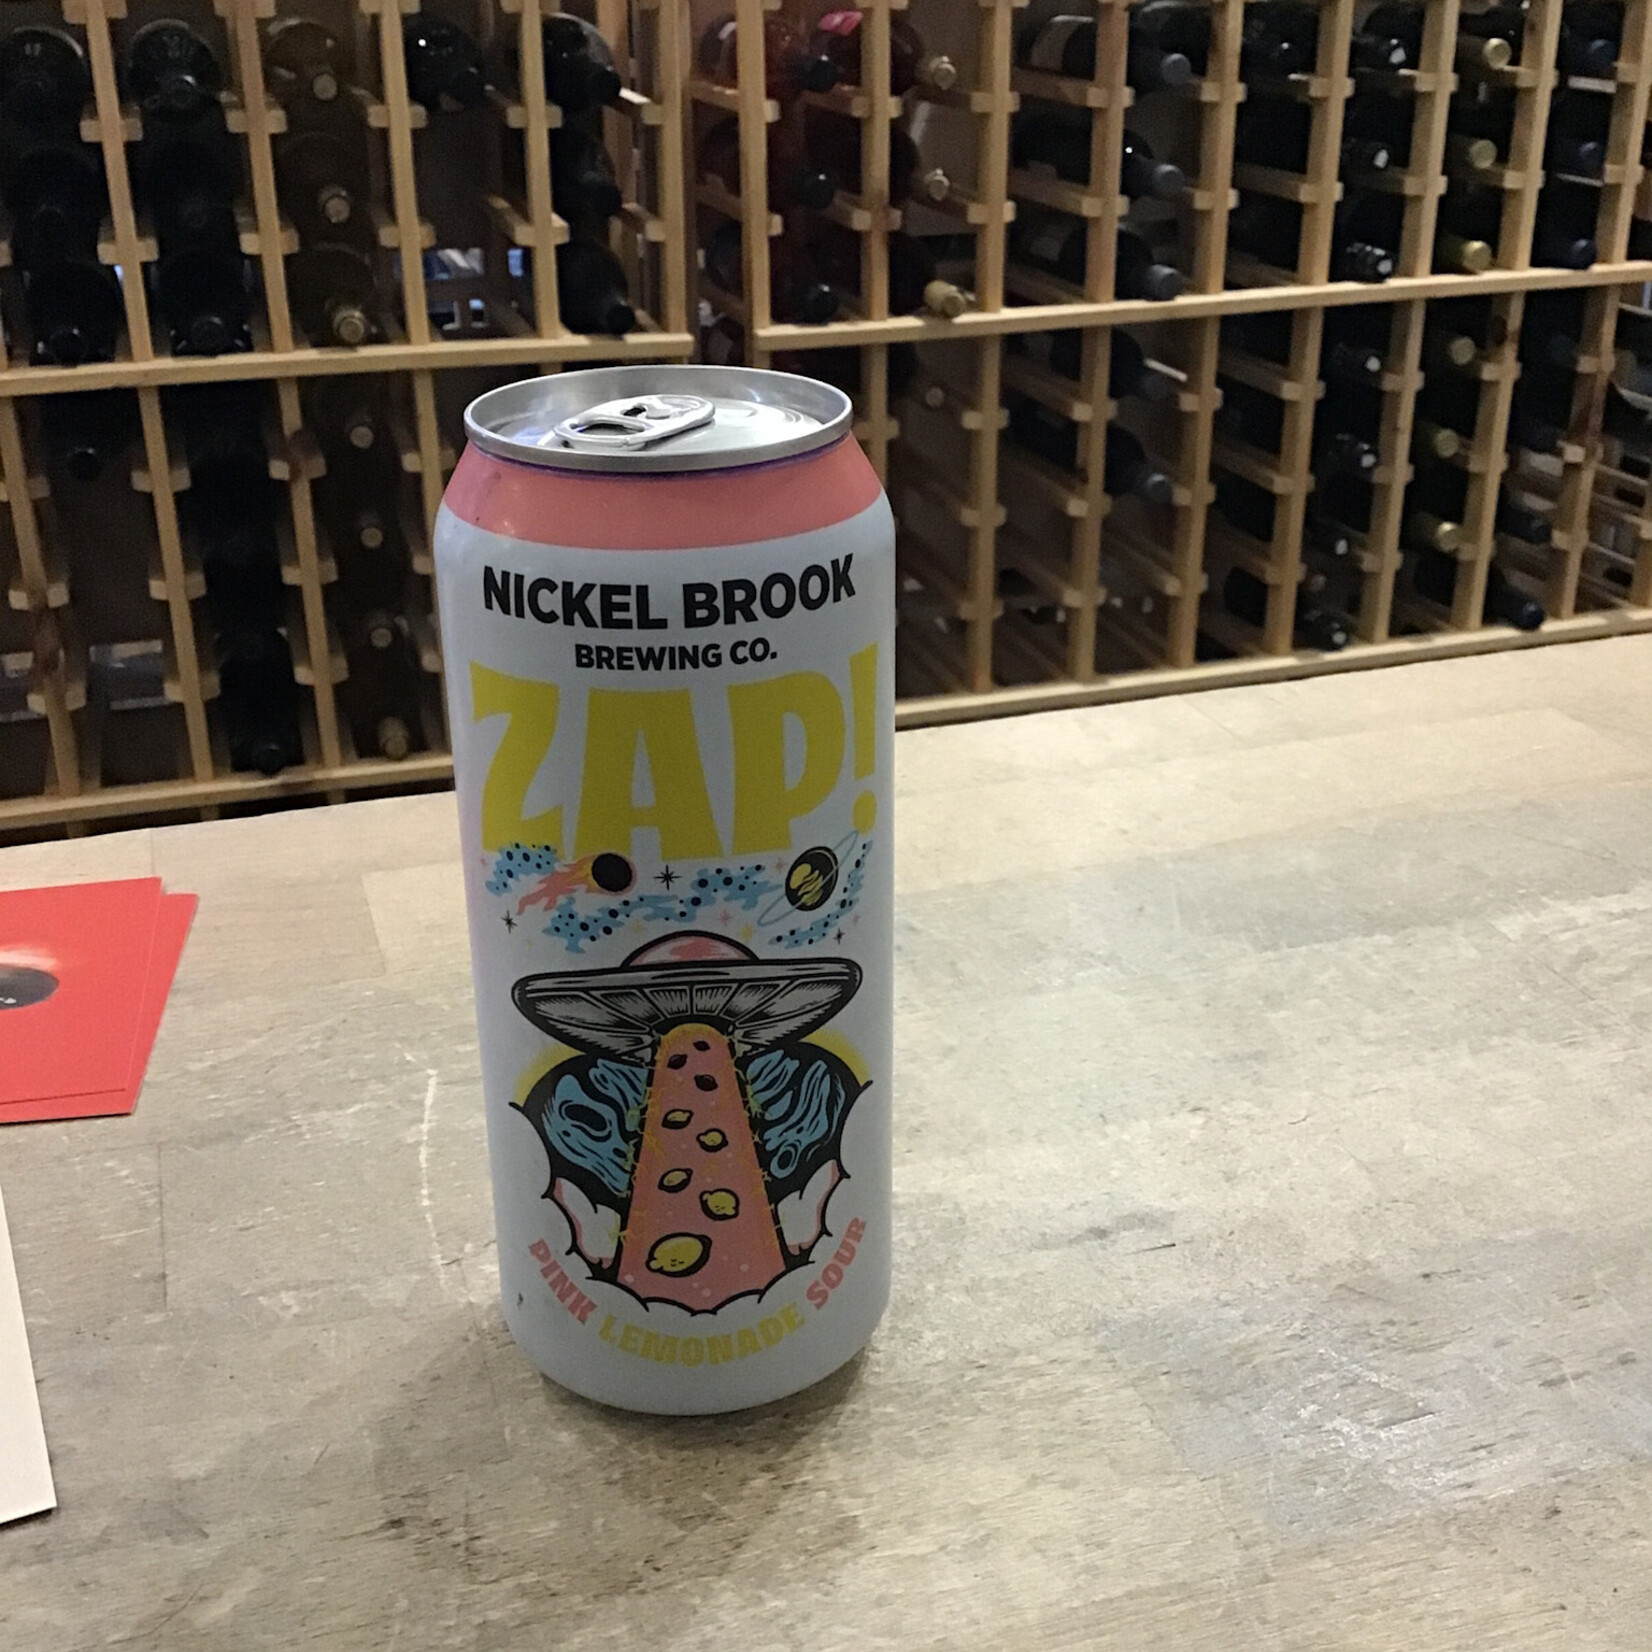 NICKEL BROOK
BREWING CO.
ZAP!
PINK LEMONADE SOUR